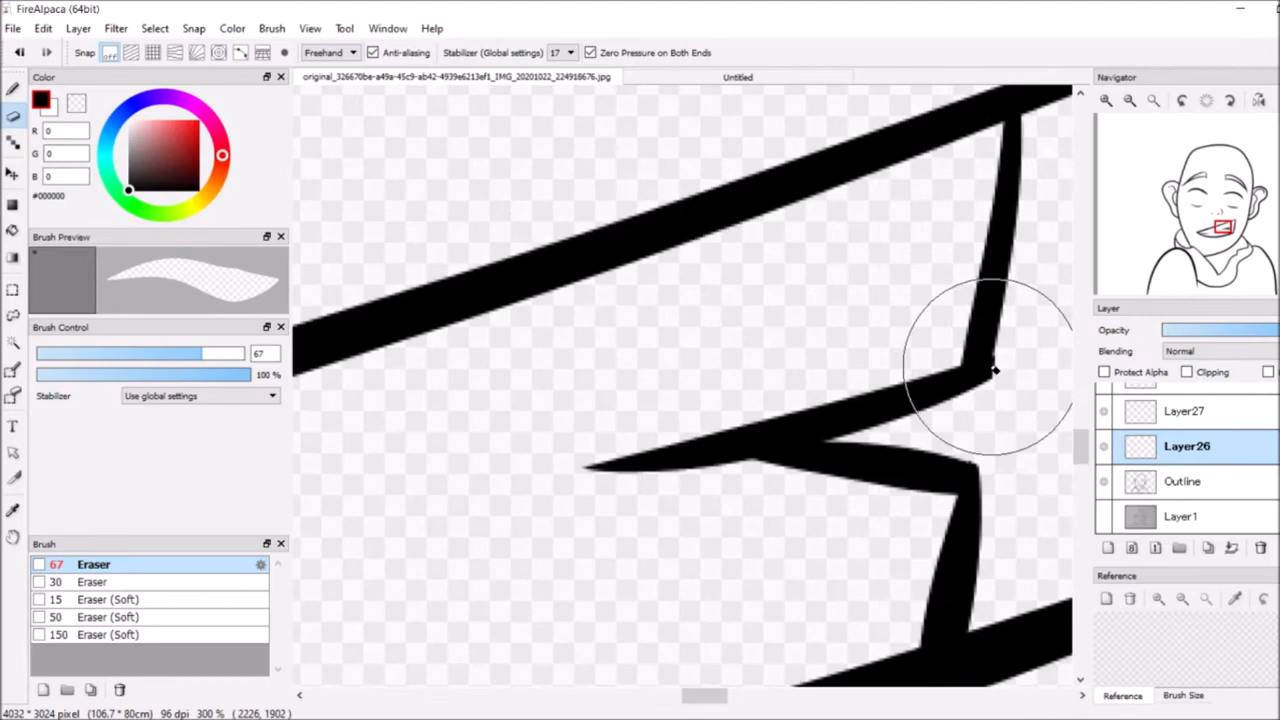 FireAlpaca (64bit)
File Edit Layer Filter Select Snap Color Brush View Tool Window Help
Snap off Freehand Anti-aliasing Stabilizer (Global settings) 17 Zero Pressure on Both Ends
Color
original_326670be-a49a-45c9-ab42-4939e6213ef1_IMG_20201022_224918676.jpg
Untitled
Navigator
R 0
G 0
B 0
#000000
Brush Preview
Brush Control
67
100 %
Stabilizer Use global settings
Layer
Opacity
Blending Normal
Protect Alpha Clipping
Layer27
Layer26
Outline
Layer1
Brush
67 Eraser
30 Eraser
15 Eraser (Soft)
50 Eraser (Soft)
150 Eraser (Soft)
Reference
Reference Brush Size
4032 * 3024 pixel (106.7 * 80cm) 96 dpi 300 % ( 2226, 1902 )